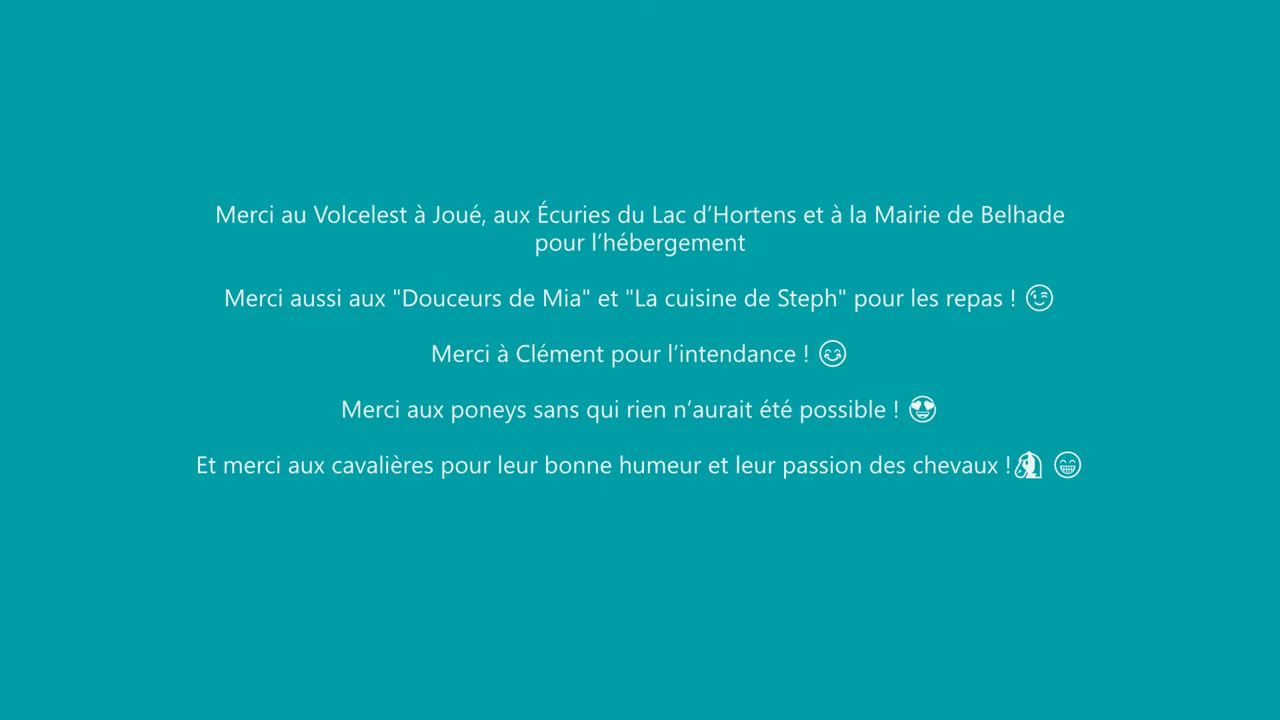 Merci au Volcelest à Joué, aux Écuries du Lac d’Hortens et à la Mairie de Belhade
pour l’hébergement
Merci aussi aux "Douceurs de Mia" et "La cuisine de Steph" pour les repas ! 😉
Merci à Clément pour l’intendance ! 😊
Merci aux poneys sans qui rien n’aurait été possible ! 😍
Et merci aux cavalières pour leur bonne humeur et leur passion des chevaux !🐴 😁